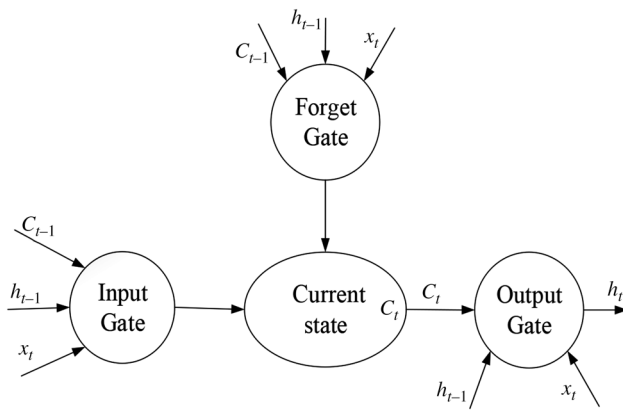 h_{t–1}
C_{t–1}
x_t
Forget
Gate
C_{t–1}
h_{t–1}
x_t
Input
Gate
Current
state
C_t
C_t
Output
Gate
h_t
h_{t–1}
x_t